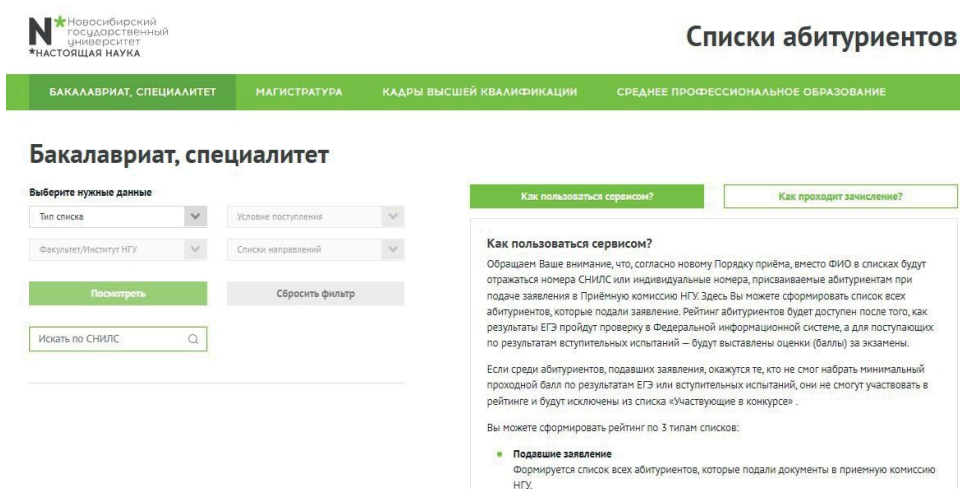 Новосибирский
государственный
университет
*НАСТОЯЩАЯ НАУКА
Списки абитуриентов
БАКАЛАВРИАТ, СПЕЦИАЛИТЕТ
МАГИСТРАТУРА
КАДРЫ ВЫСШЕЙ КВАЛИФИКАЦИИ
СРЕДНЕЕ ПРОФЕССИОНАЛЬНОЕ ОБРАЗОВАНИЕ
Бакалавриат, специалитет
Выберите нужные данные
Тип списка
Условие поступления
Факультет/Институт НГУ
Списки направлений
Посмотреть
Сбросить фильтр
Искать по СНИЛС
Как пользоваться сервисом?
Как проходит зачисление?
Как пользоваться сервисом?
Обращаем Ваше внимание, что, согласно новому Порядку приёма, вместо ФИО в списках будут
отражаться номера СНИЛС или индивидуальные номера, присваиваемые абитуриентам при
подаче заявления в Приёмную комиссию НГУ. Здесь Вы можете сформировать список всех
абитуриентов, которые подали заявление. Рейтинг абитуриентов будет доступен после того, как
результаты ЕГЭ пройдут проверку в Федеральной информационной системе, а для поступающих
по результатам вступительных испытаний — будут выставлены оценки (баллы) за экзамены.
Если среди абитуриентов, подавших заявления, окажутся те, кто не смог набрать минимальный
проходной балл по результатам ЕГЭ или вступительных испытаний, они не смогут участвовать в
рейтинге и будут исключены из списка «Участвующие в конкурсе» .
Вы можете сформировать рейтинг по 3 типам списков:
Подавшие заявление
Формируется список всех абитуриентов, которые подали документы в приемную комиссию
НГУ.